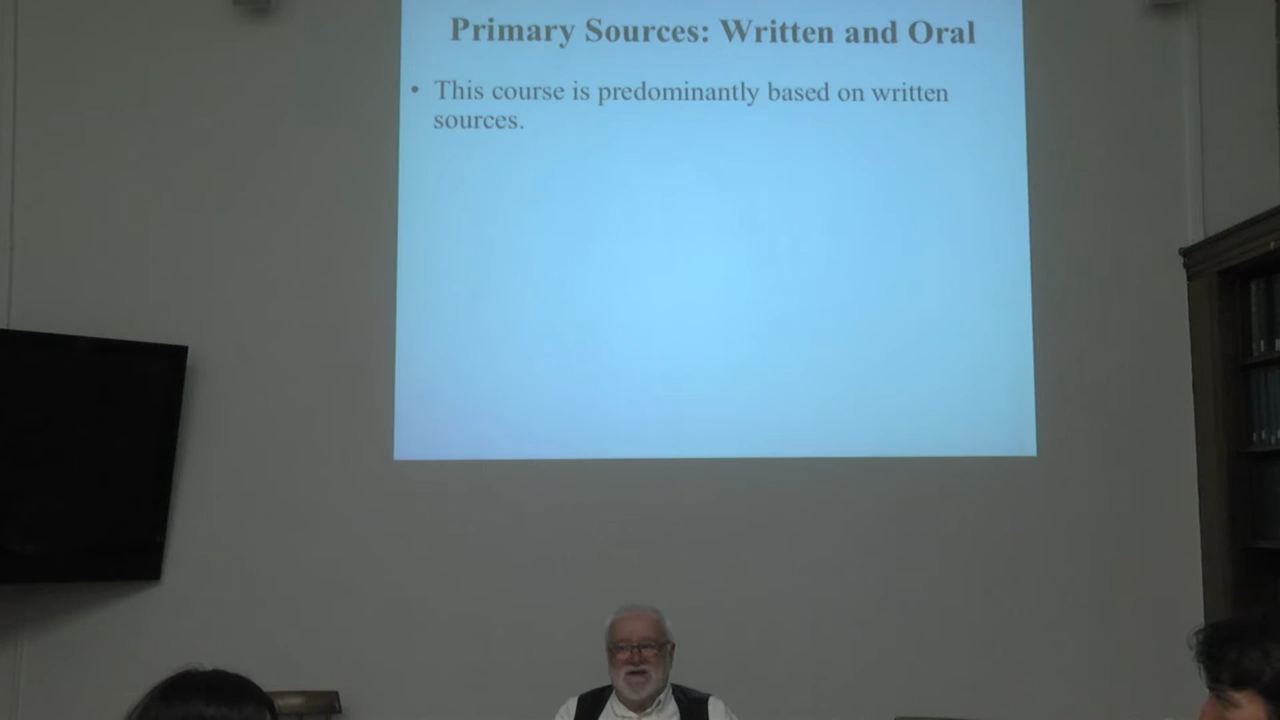 Primary Sources: Written and Oral
• This course is predominantly based on written
sources.